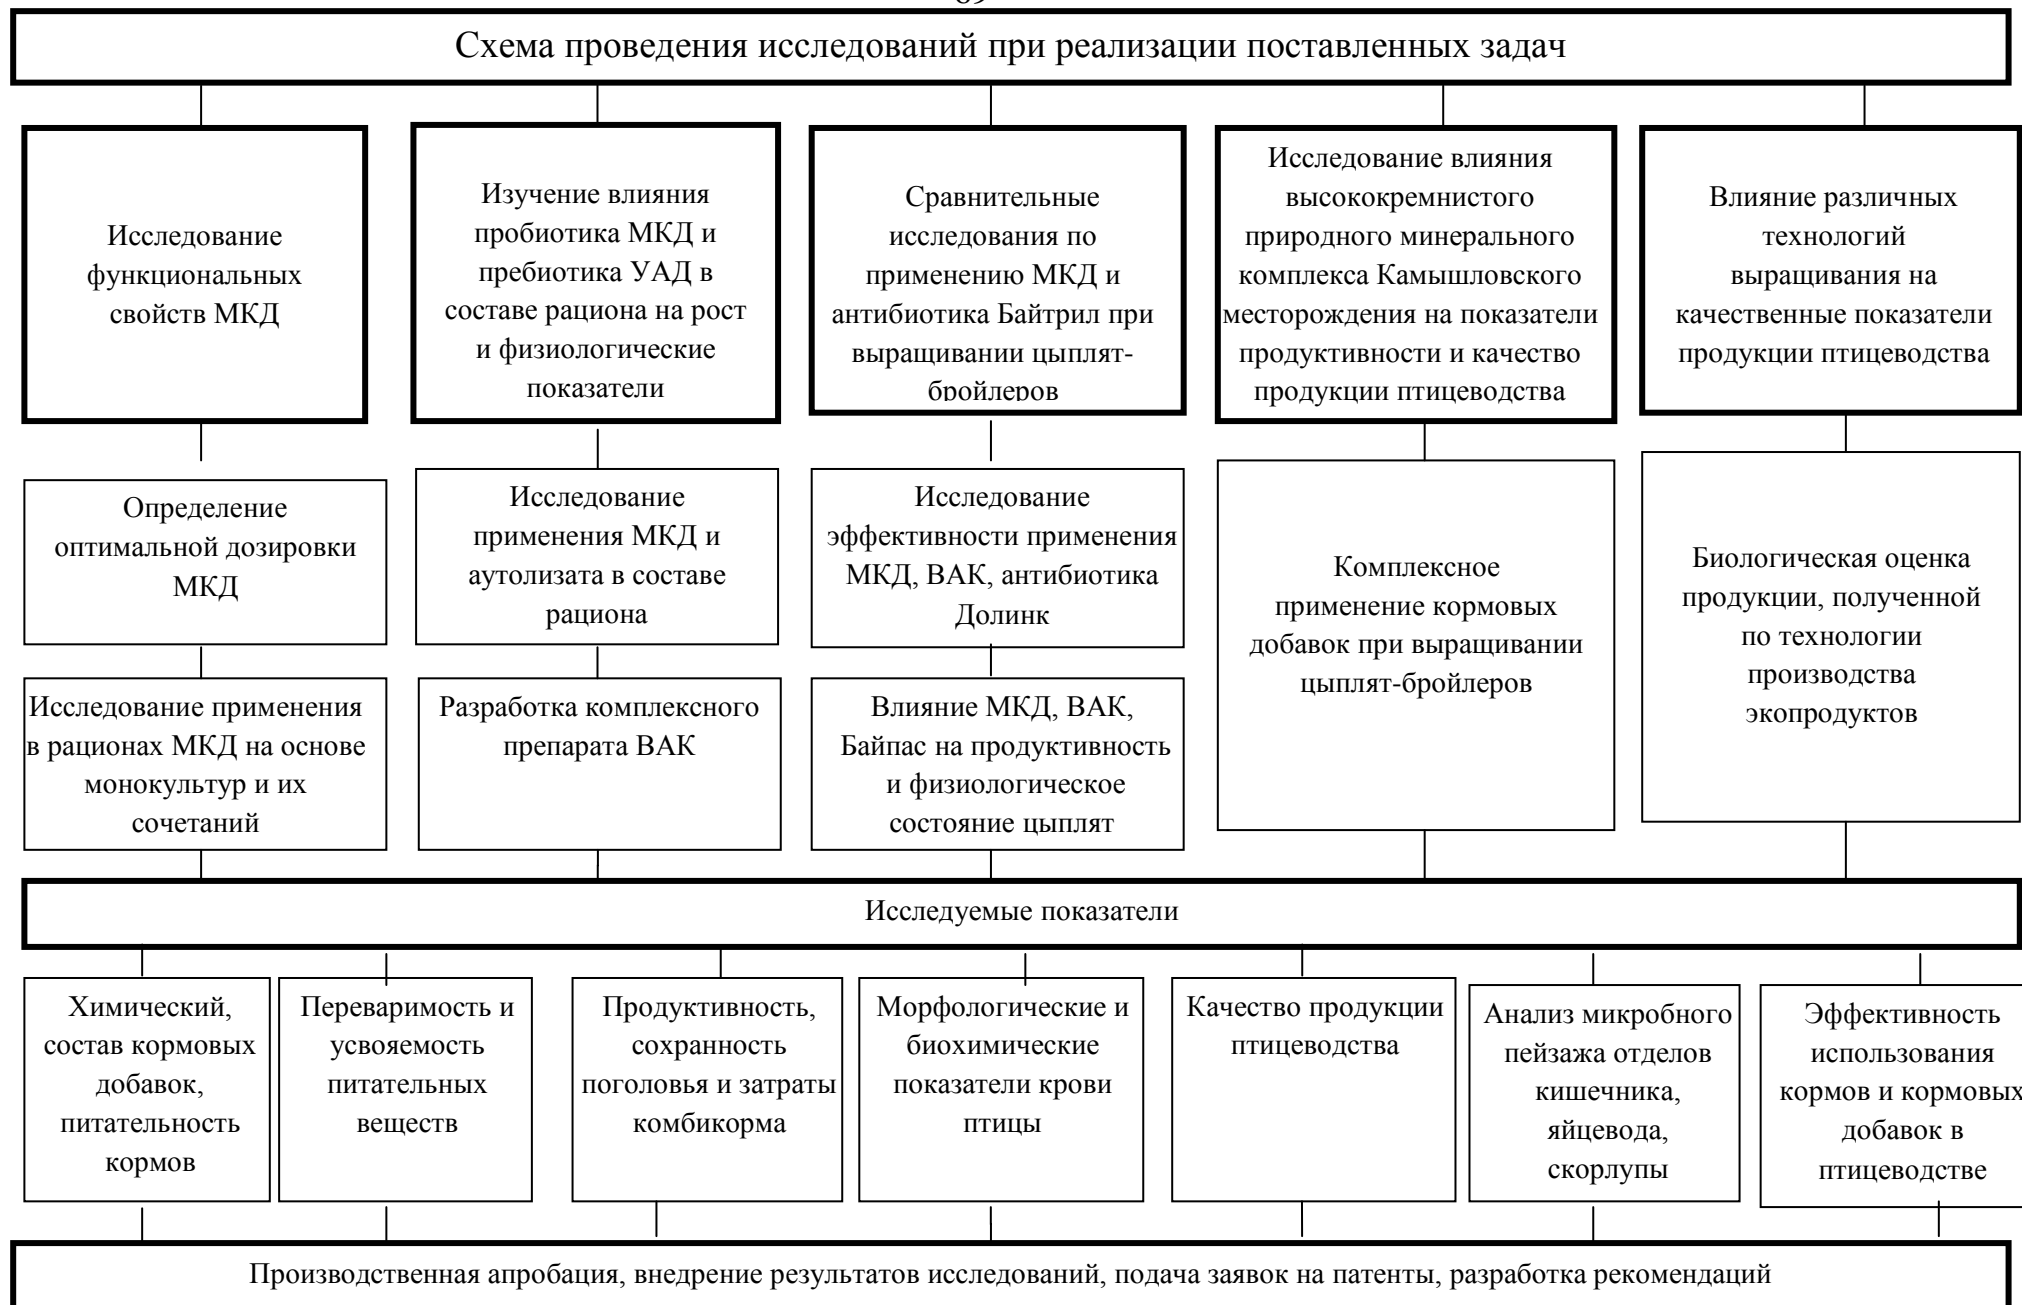 Схема проведения исследований при реализации поставленных задач
Исследование
функциональных
свойств МКД
Изучение влияния
пробиотика МКД и
пребиотика УАД в
составе рациона на рост
и физиологические
показатели
Сравнительные
исследования по
применению МКД и
антибиотика Байтрил при
выращивании цыплят-
бройлеров
Исследование влияния
высококремнистого
природного минерального
комплекса Камышловского
месторождения на показатели
продуктивности и качество
продукции птицеводства
Влияние различных
технологий
выращивания на
качественные показатели
продукции птицеводства
Определение
оптимальной дозировки
МКД
Исследование
применения МКД и
аутолизата в составе
рациона
Исследование
эффективности применения
МКД, ВАК, антибиотика
Долинк
Комплексное
применение кормовых
добавок при выращивании
цыплят-бройлеров
Биологическая оценка
продукции, полученной
по технологии
производства
экопродуктов
Исследование применения
в рационах МКД на основе
монокультур и их
сочетаний
Разработка комплексного
препарата ВАК
Влияние МКД, ВАК,
Байпас на продуктивность
и физиологическое
состояние цыплят
Исследуемые показатели
Химический,
состав кормовых
добавок,
питательность
кормов
Переваримость и
усвояемость
питательных
веществ
Продуктивность,
сохранность
поголовья и затраты
комбикорма
Морфологические и
биохимические
показатели крови
птицы
Качество продукции
птицеводства
Анализ микробного
пейзажа отделов
кишечника,
яйцевода,
скорлупы
Эффективность
использования
кормов и кормовых
добавок в
птицеводстве
Производственная апробация, внедрение результатов исследований, подача заявок на патенты, разработка рекомендаций